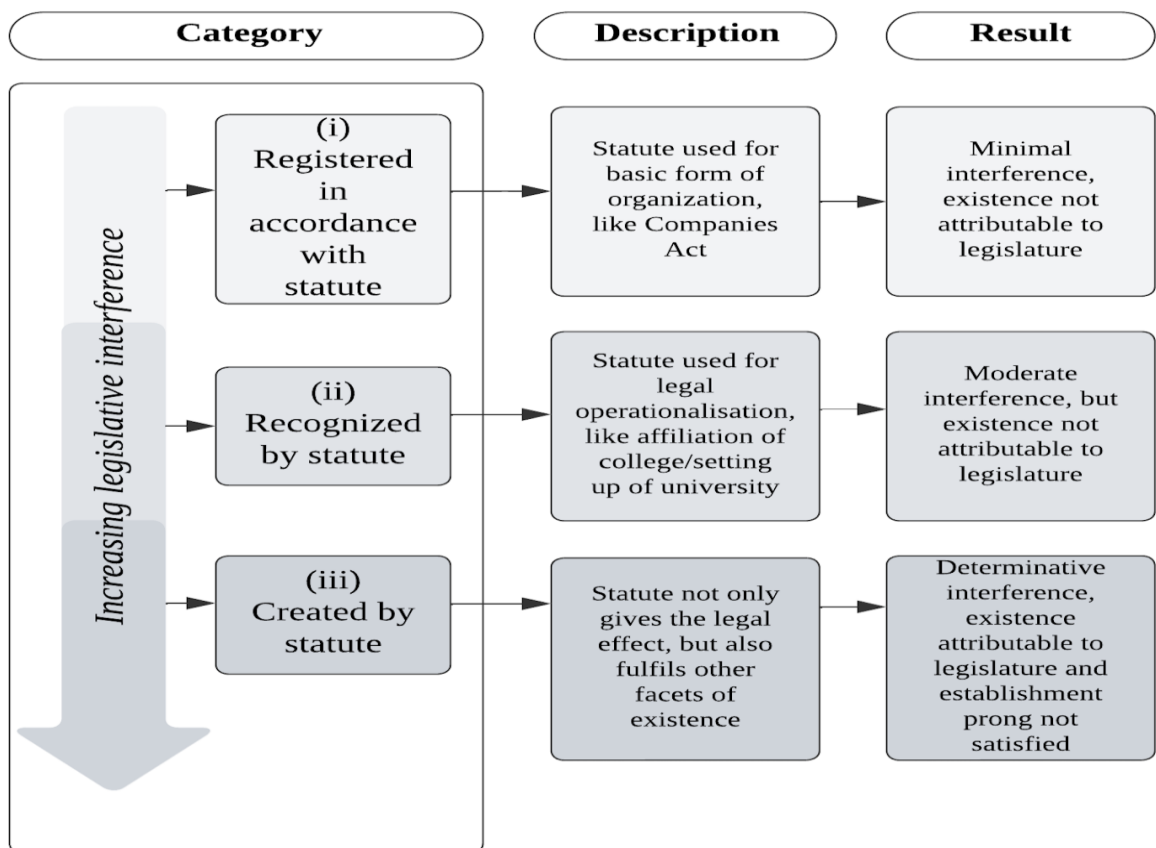 Category
Description
Result
Increasing legislative interference
(i)
Registered
in
accordance
with
statute
Statute used for
basic form of
organization,
like Companies
Act
Minimal
interference,
existence not
attributable to
legislature
(ii)
Recognized
by statute
Statute used for
legal
operationalisation,
like affiliation of
college/setting
up of university
Moderate
interference, but
existence not
attributable to
legislature
(iii)
Created by
statute
Statute not only
gives the legal
effect, but also
fulfils other
facets of
existence
Determinative
interference,
existence
attributable to
legislature and
establishment
prong not
satisfied